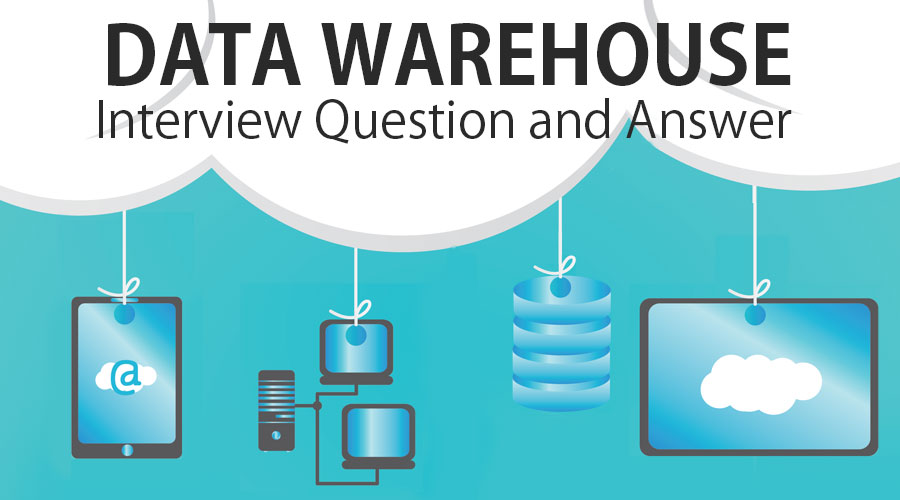 DATA WAREHOUSE
Interview Question and Answer
@